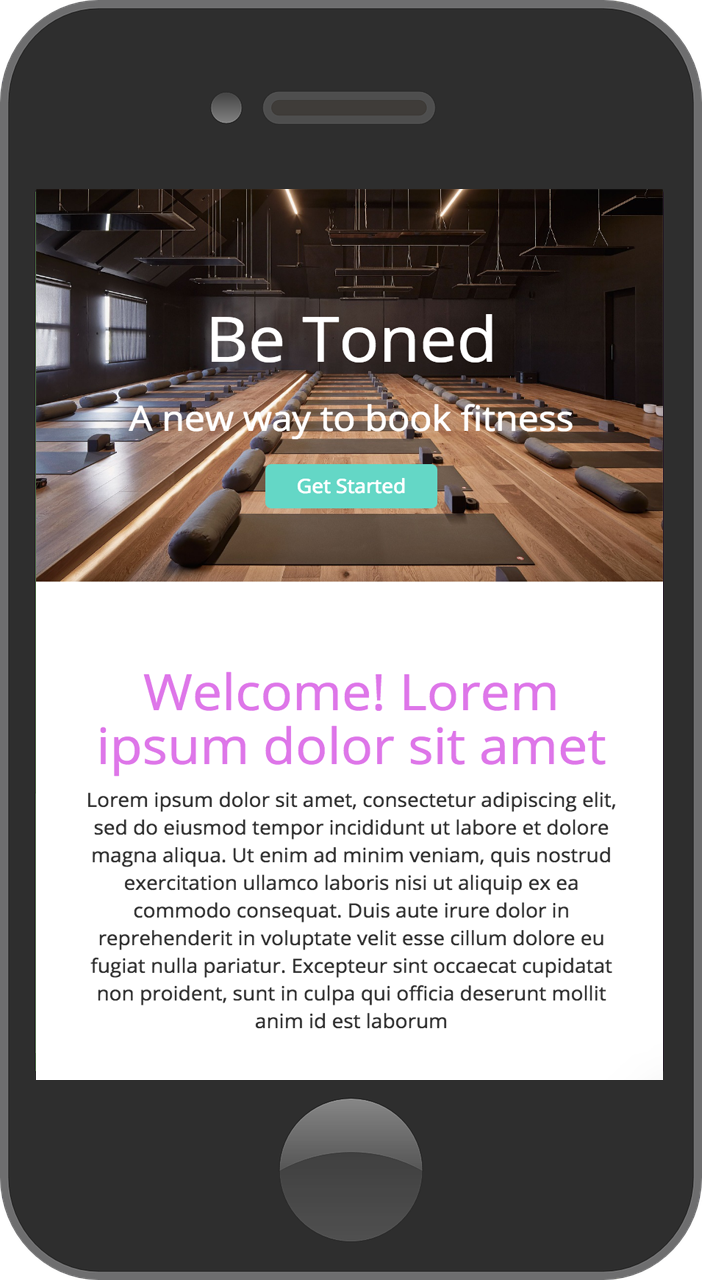 Be Toned
A new way to book fitness
Get Started
Welcome! Lorem
ipsum dolor sit amet
Lorem ipsum dolor sit amet, consectetur adipiscing elit,
sed do eiusmod tempor incididunt ut labore et dolore
magna aliqua. Ut enim ad minim veniam, quis nostrud
exercitation ullamco laboris nisi ut aliquip ex ea
commodo consequat. Duis aute irure dolor in
reprehenderit in voluptate velit esse cillum dolore eu
fugiat nulla pariatur. Excepteur sint occaecat cupidatat
non proident, sunt in culpa qui officia deserunt mollit
anim id est laborum